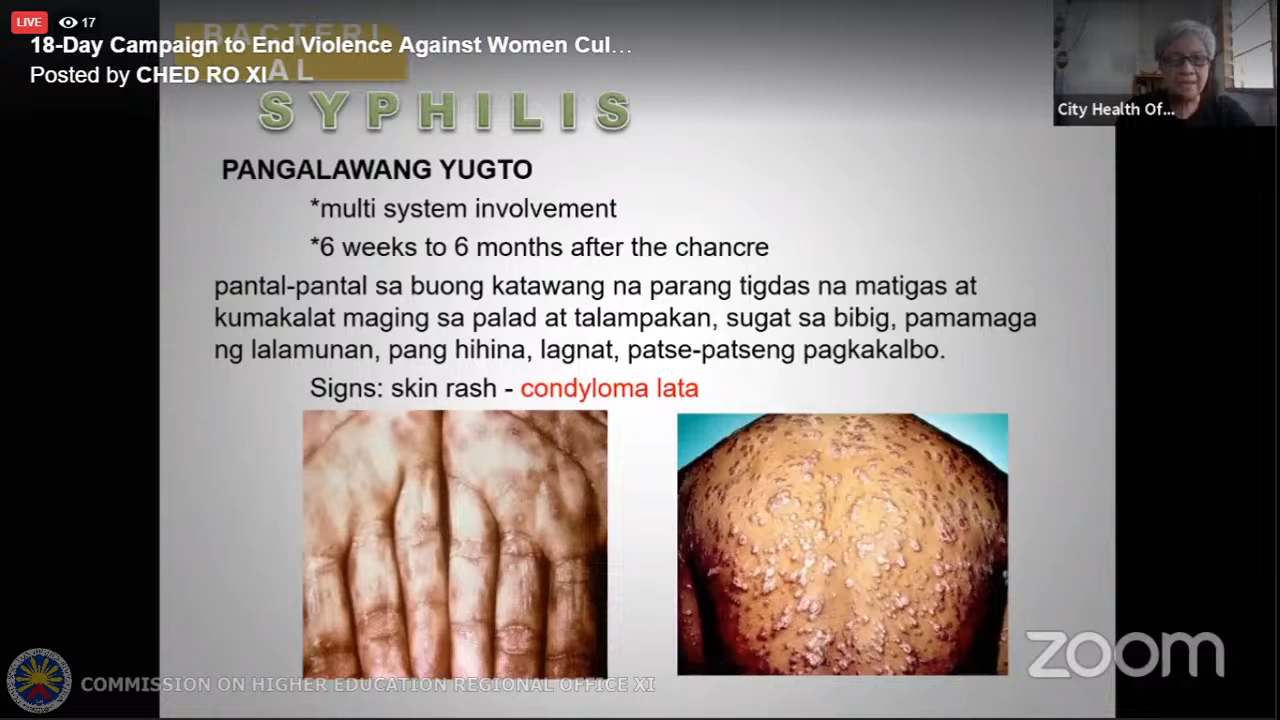 LIVE 17
BACTERI
18-Day Campaign to End Violence Against Women Cul...
AL
Posted by CHED RO XI
SYPHILIS
City Health Of...
PANGALAWANG YUGTO
*multi system involvement
*6 weeks to 6 months after the chancre
pantal-pantal sa buong katawang na parang tigdas na matigas at
kumakalat maging sa palad at talampakan, sugat sa bibig, pamamaga
ng lalamunan, pang hihina, lagnat, patse-patseng pagkakalbo.
Signs: skin rash - condyloma lata
zoom
COMMISSION ON HIGHER EDUCATION REGIONAL OFFICE XI